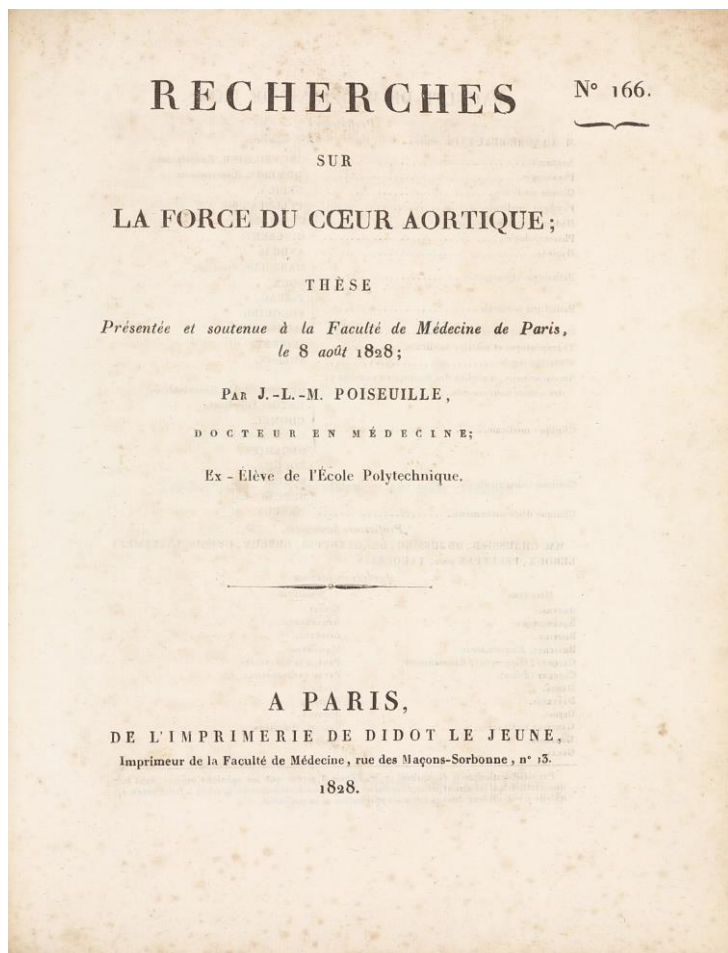 RECHERCHES
Nº 166.
SUR
LA FORCE DU CŒUR AORTIQUE;
THÈSE
Présentée et soutenue à la Faculté de Médecine de Paris,
le 8 août 1828;
PAR J.-L.-M. POISEUILLE,
DOCTEUR EN MÉDECINE;
Ex-Élève de l'École Polytechnique.
A PARIS,
DE L'IMPRIMERIE DE DIDOT LE JEUNE,
Imprimeur de la Faculté de Médecine, rue des Maçons-Sorbonne, nº 13.
1828.